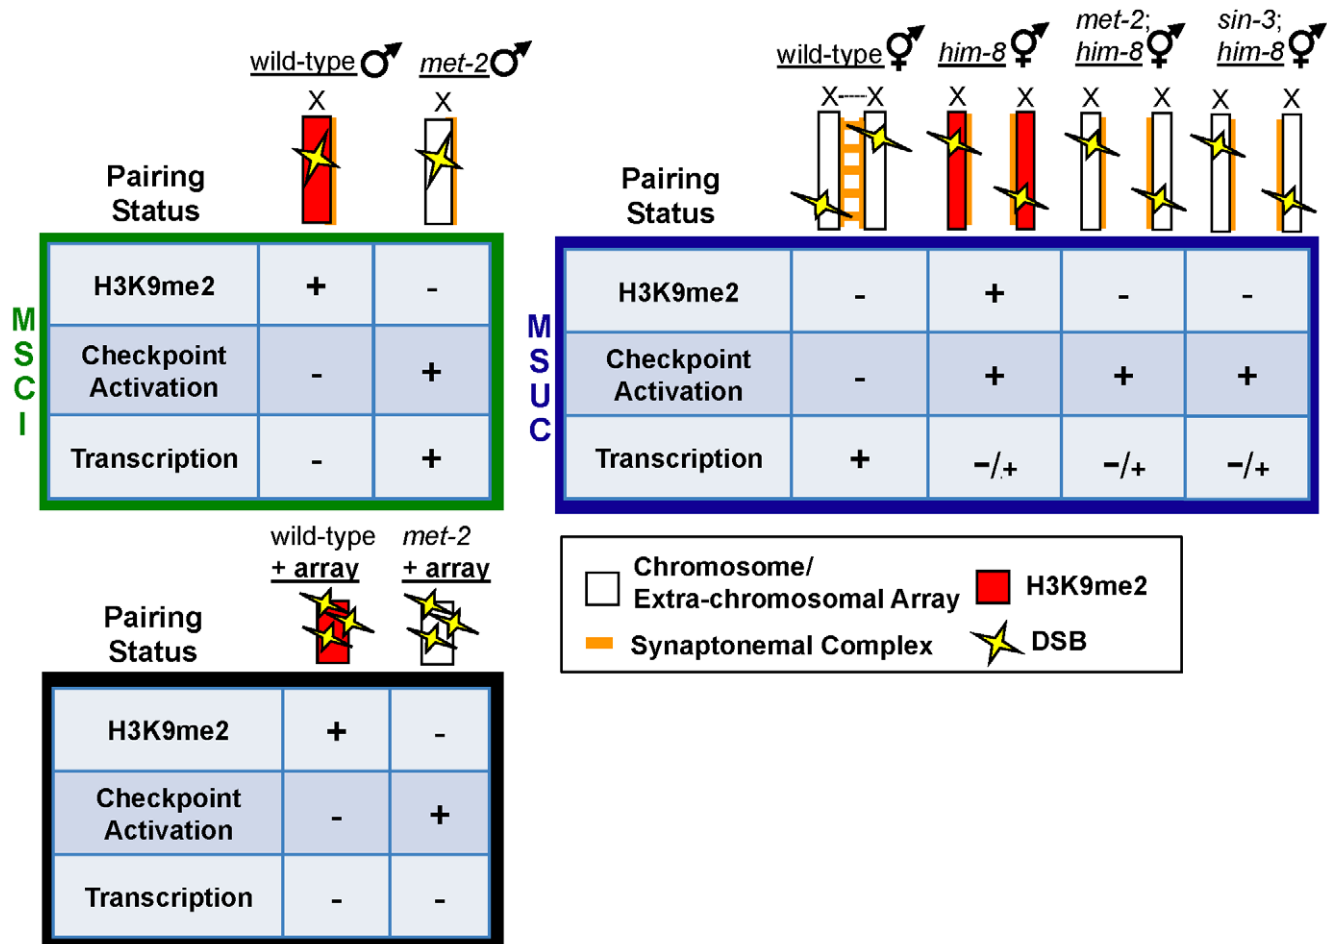 wild-type ♂ met-2 ♂
X X
Pairing
Status
MSCI
H3K9me2 + -
Checkpoint
Activation - +
Transcription - +
wild-type ⚥ him-8 ⚥ met-2;
him-8 ⚥ sin-3;
him-8 ⚥
X-----X X X X X X X
Pairing
Status
MSUC
H3K9me2 - + - -
Checkpoint
Activation - + + +
Transcription + -/+ -/+ -/+
wild-type
+ array
met-2
+ array
Pairing
Status
H3K9me2 + -
Checkpoint
Activation - +
Transcription - -
Chromosome/
Extra-chromosomal Array
H3K9me2
Synaptonemal Complex
DSB